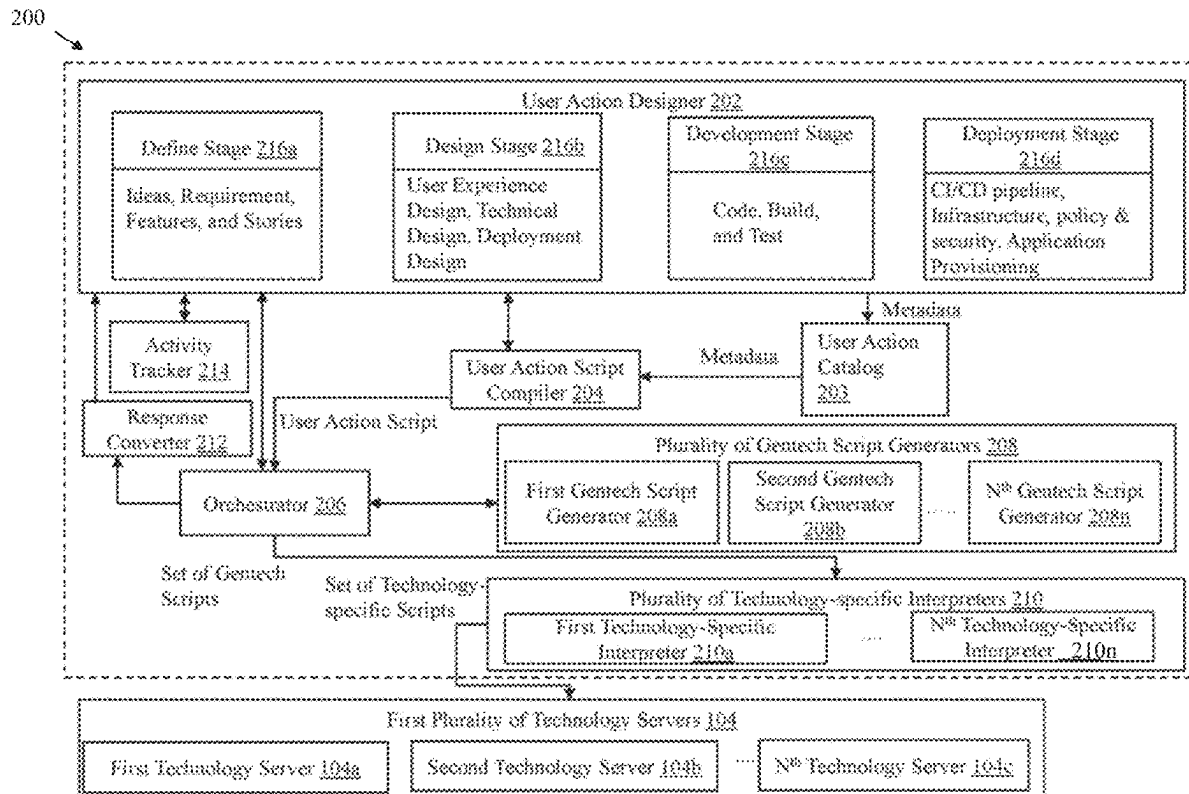 200
User Action Designer 202
Define Stage 216a
Ideas, Requirement,
Features, and Stories
Design Stage 216b
User Experience
Design, Technical
Design, Deployment
Design
Development Stage
216c
Code, Build,
and Test
Deployment Stage
216d
CI/CD pipeline,
Infrastructure, policy &
security, Application
Provisioning
Activity
Tracker 214
Response
Converter 212
User Action Script
Compiler 204
Metadata
Metadata
User Action
Catalog
203
User Action Script
Orchestrator 206
Plurality of Gentech Script Generators 208
First Gentech Script
Generator 208a
Second Gentech
Script Generator
208b
.....
Nth Gentech Script
Generator 208n
Set of Gentech
Scripts
Set of Technology-
specific Scripts
Plurality of Technology-specific Interpreters 210
First Technology-Specific
Interpreter 210a
.....
Nth Technology-Specific
Interpreter 210n
First Plurality of Technology Servers 104
First Technology Server 104a
Second Technology Server 104b
.....
Nth Technology Server 104c